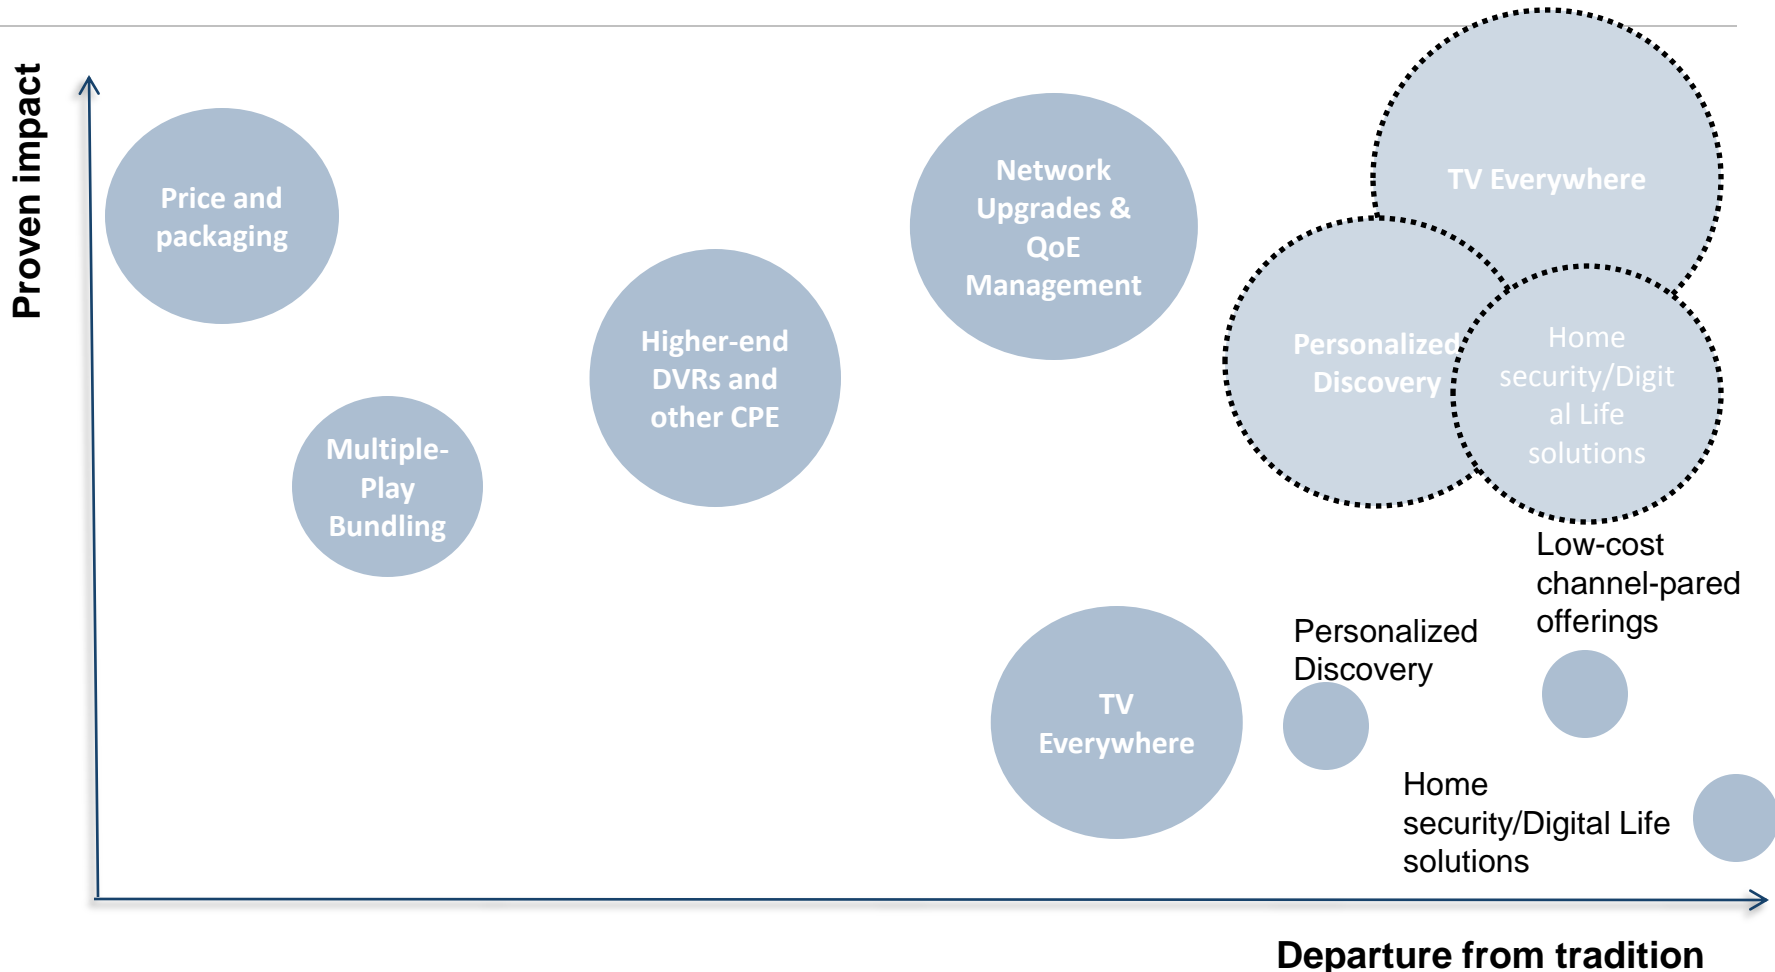 Proven impact
Price and
packaging
Multiple-
Play
Bundling
Higher-end
DVRs and
other CPE
Network
Upgrades &
QoE
Management
TV Everywhere
Personalized
Discovery
Home
security/Digit
al Life
solutions
Low-cost
channel-pared
offerings
Personalized
Discovery
TV
Everywhere
Home
security/Digital Life
solutions
Departure from tradition